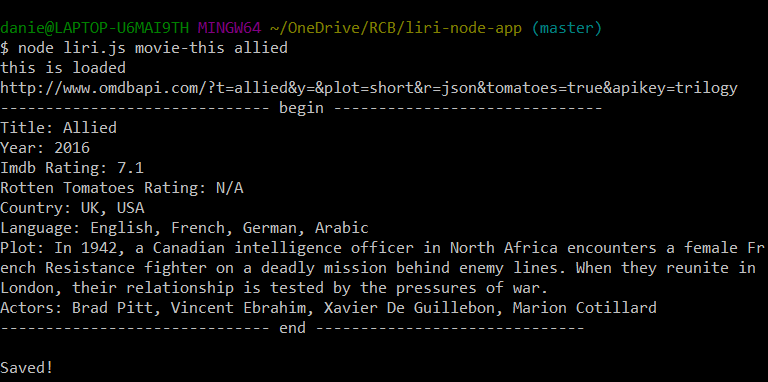 danie@LAPTOP-U6MAI9TH MINGW64 ~/OneDrive/RCB/liri-node-app (master)
$ node liri.js movie-this allied
this is loaded
http://www.omdbapi.com/?t=allied&y=&plot=short&r=json&tomatoes=true&apikey=trilogy
------------------------------ begin ------------------------------
Title: Allied
Year: 2016
Imdb Rating: 7.1
Rotten Tomatoes Rating: N/A
Country: UK, USA
Language: English, French, German, Arabic
Plot: In 1942, a Canadian intelligence officer in North Africa encounters a female Fr
ench Resistance fighter on a deadly mission behind enemy lines. When they reunite in
London, their relationship is tested by the pressures of war.
Actors: Brad Pitt, Vincent Ebrahim, Xavier De Guillebon, Marion Cotillard
------------------------------ end ------------------------------
Saved!